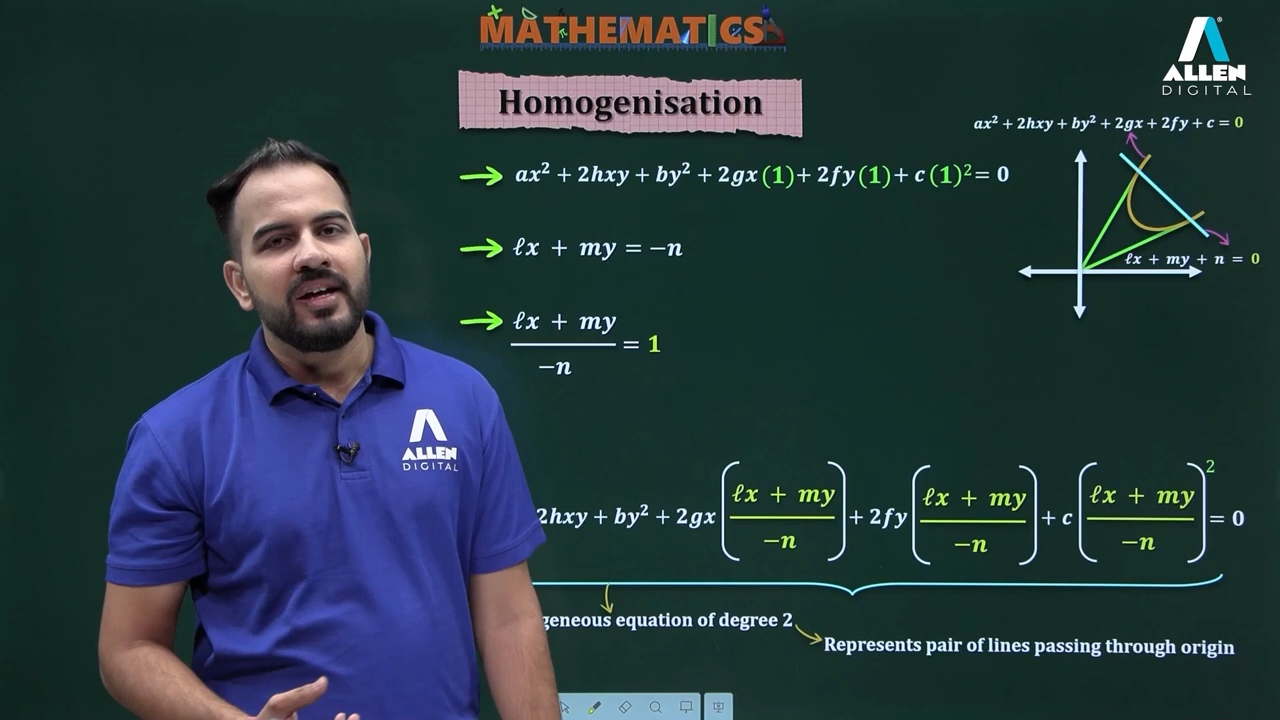 MATHEMATICS
ALLEN
DIGITAL
Homogenisation
ax² + 2hxy + by² + 2gx + 2fy + c = 0
→ ax² + 2hxy + by² + 2gx (1) + 2fy (1) + c (1)² = 0
→ ℓx + my = −n
ℓx + my + n = 0
→ (ℓx + my)/(−n) = 1
ALLEN
DIGITAL
2hxy + by² + 2gx [(ℓx + my)/(−n)] + 2fy [(ℓx + my)/(−n)] + c [(ℓx + my)/(−n)]² = 0
equation of degree 2
Represents pair of lines passing through origin